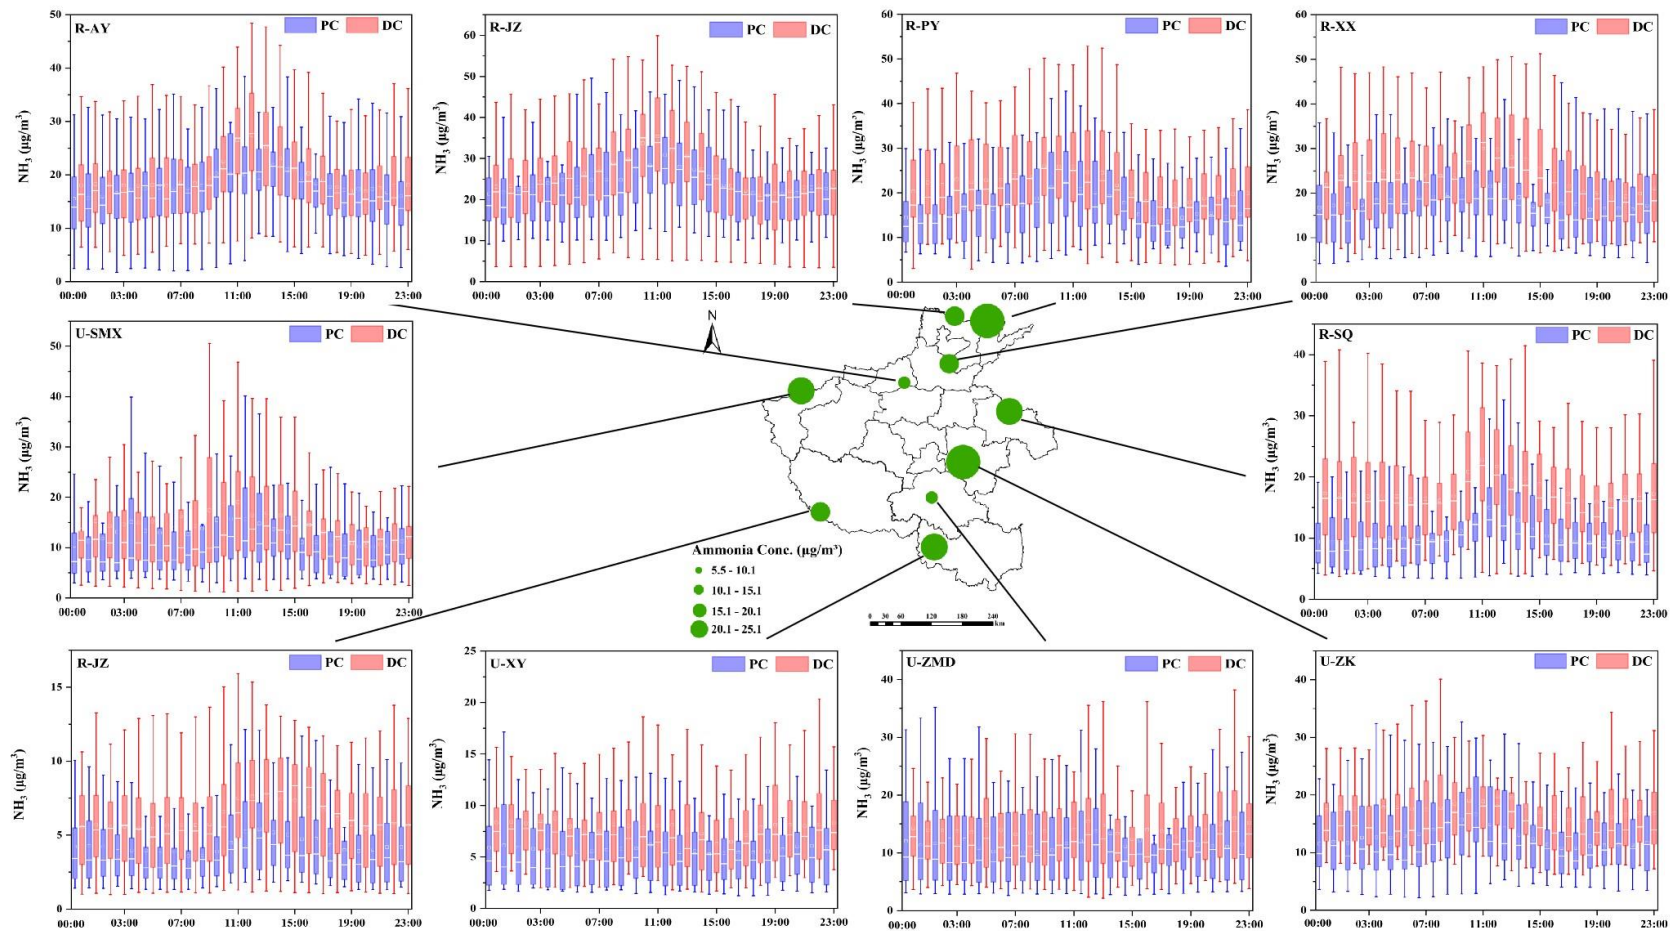 R-AY
PC
DC
NH3 (μg/m³)
50
40
30
20
10
0
00:00 03:00 07:00 11:00 15:00 19:00 23:00
R-JZ
PC
DC
NH3 (μg/m³)
60
50
40
30
20
10
0
00:00 03:00 07:00 11:00 15:00 19:00 23:00
R-PY
PC
DC
NH3 (μg/m³)
60
50
40
30
20
10
0
00:00 03:00 07:00 11:00 15:00 19:00 23:00
R-XX
PC
DC
NH3 (μg/m³)
60
50
40
30
20
10
0
00:00 03:00 07:00 11:00 15:00 19:00 23:00
U-SMX
PC
DC
NH3 (μg/m³)
50
40
30
20
10
0
00:00 03:00 07:00 11:00 15:00 19:00 23:00
N
Ammonia Conc. (μg/m³)
5.5 - 10.1
10.1 - 15.1
15.1 - 20.1
20.1 - 25.1
0 30 60 120 180 240
km
R-SQ
PC
DC
NH3 (μg/m³)
40
30
20
10
0
00:00 03:00 07:00 11:00 15:00 19:00 23:00
R-JZ
PC
DC
NH3 (μg/m³)
15
10
5
0
00:00 03:00 07:00 11:00 15:00 19:00 23:00
U-XY
PC
DC
NH3 (μg/m³)
25
20
15
10
5
0
00:00 03:00 07:00 11:00 15:00 19:00 23:00
U-ZMD
PC
DC
NH3 (μg/m³)
40
30
20
10
0
00:00 03:00 07:00 11:00 15:00 19:00 23:00
U-ZK
PC
DC
NH3 (μg/m³)
40
30
20
10
0
00:00 03:00 07:00 11:00 15:00 19:00 23:00